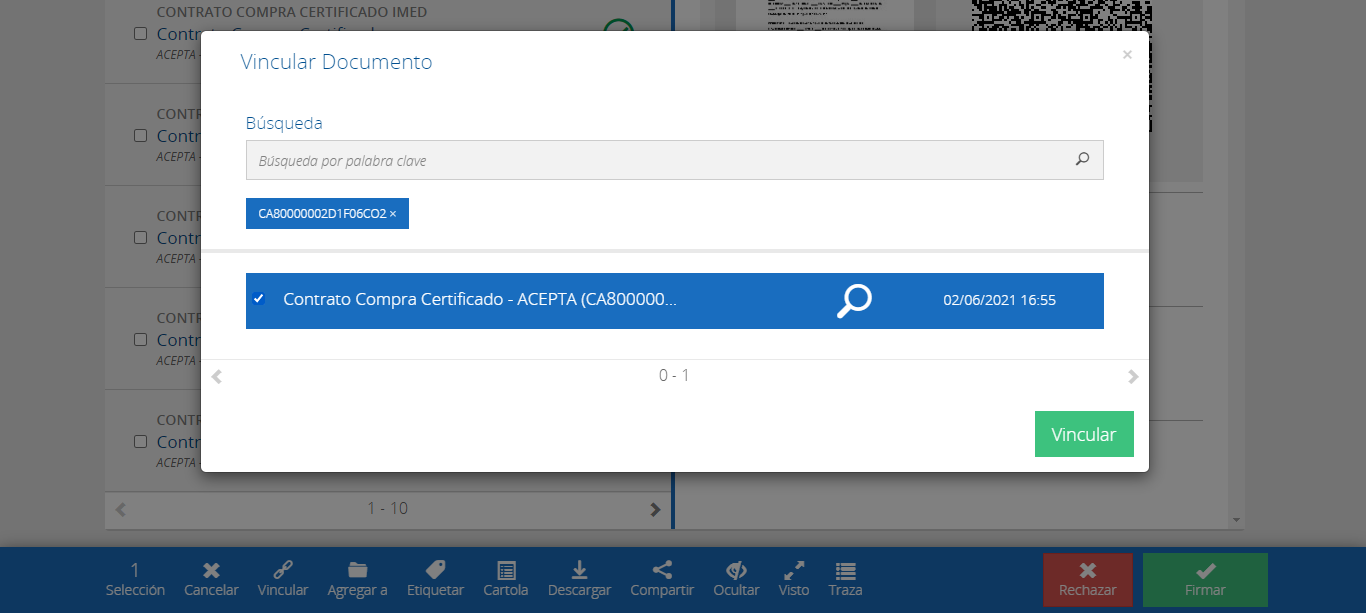 CONTRATO COMPRA CERTIFICADO IMED
Vincular Documento
×
Búsqueda
Búsqueda por palabra clave
CA80000002D1F06CO2 ×
Contrato Compra Certificado - ACEPTA (CA800000...
02/06/2021 16:55
0 - 1
Vincular
ACEPTA -
CONTR
Contr
ACEPTA -
CONTR
Contr
ACEPTA -
CONTR
Contr
ACEPTA -
CONTR
Contr
ACEPTA -
1 - 10
1
Selección
Cancelar
Vincular
Agregar a
Etiquetar
Cartola
Descargar
Compartir
Ocultar
Visto
Traza
Rechazar
Firmar